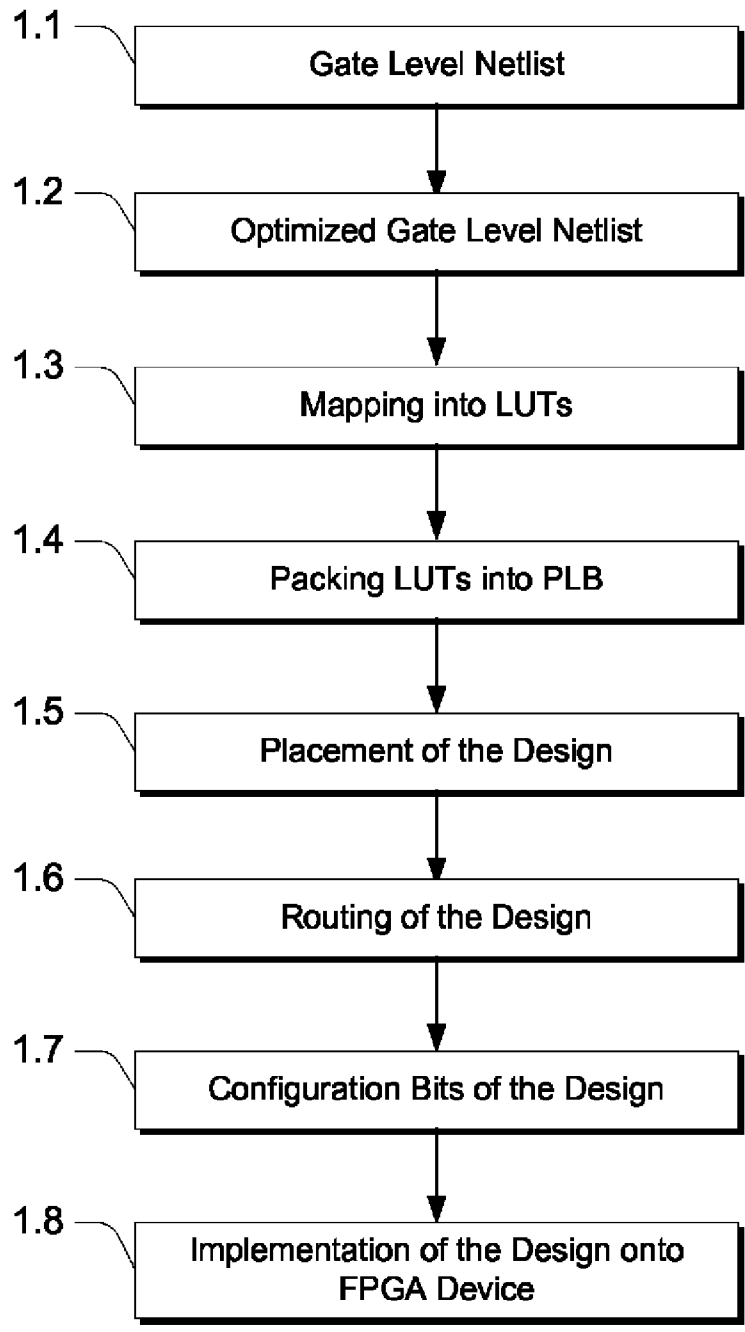 1.1
Gate Level Netlist
1.2
Optimized Gate Level Netlist
1.3
Mapping into LUTs
1.4
Packing LUTs into PLB
1.5
Placement of the Design
1.6
Routing of the Design
1.7
Configuration Bits of the Design
1.8
Implementation of the Design onto
FPGA Device